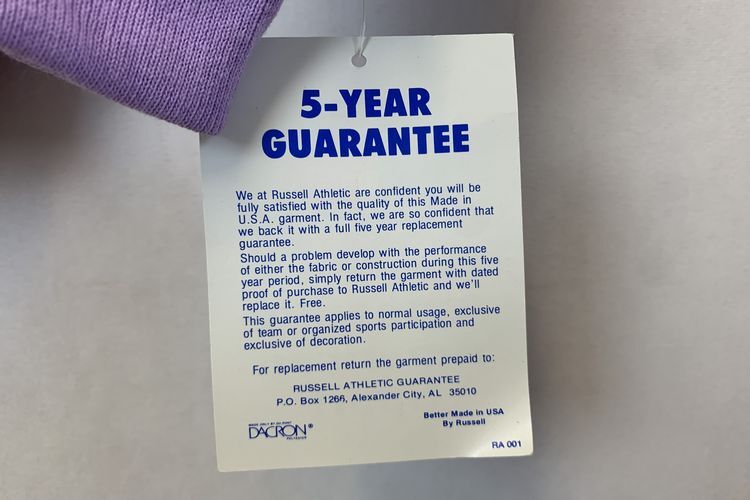 5-YEAR
GUARANTEE
We at Russell Athletic are confident you will be
fully satisfied with the quality of this Made in
U.S.A. garment. In fact, we are so confident that
we back it with a full five year replacement
guarantee.
Should a problem develop with the performance
of either the fabric or construction during this five
year period, simply return the garment with dated
proof of purchase to Russell Athletic and we'll
replace it. Free.
This guarantee applies to normal usage, exclusive
of team or organized sports participation and
exclusive of decoration.
For replacement return the garment prepaid to:
RUSSELL ATHLETIC GUARANTEE
P.O. Box 1266, Alexander City, AL 35010
MADE ONLY BY DU PONT
DACRON®
POLYESTER
Better Made in USA
By Russell
RA 001